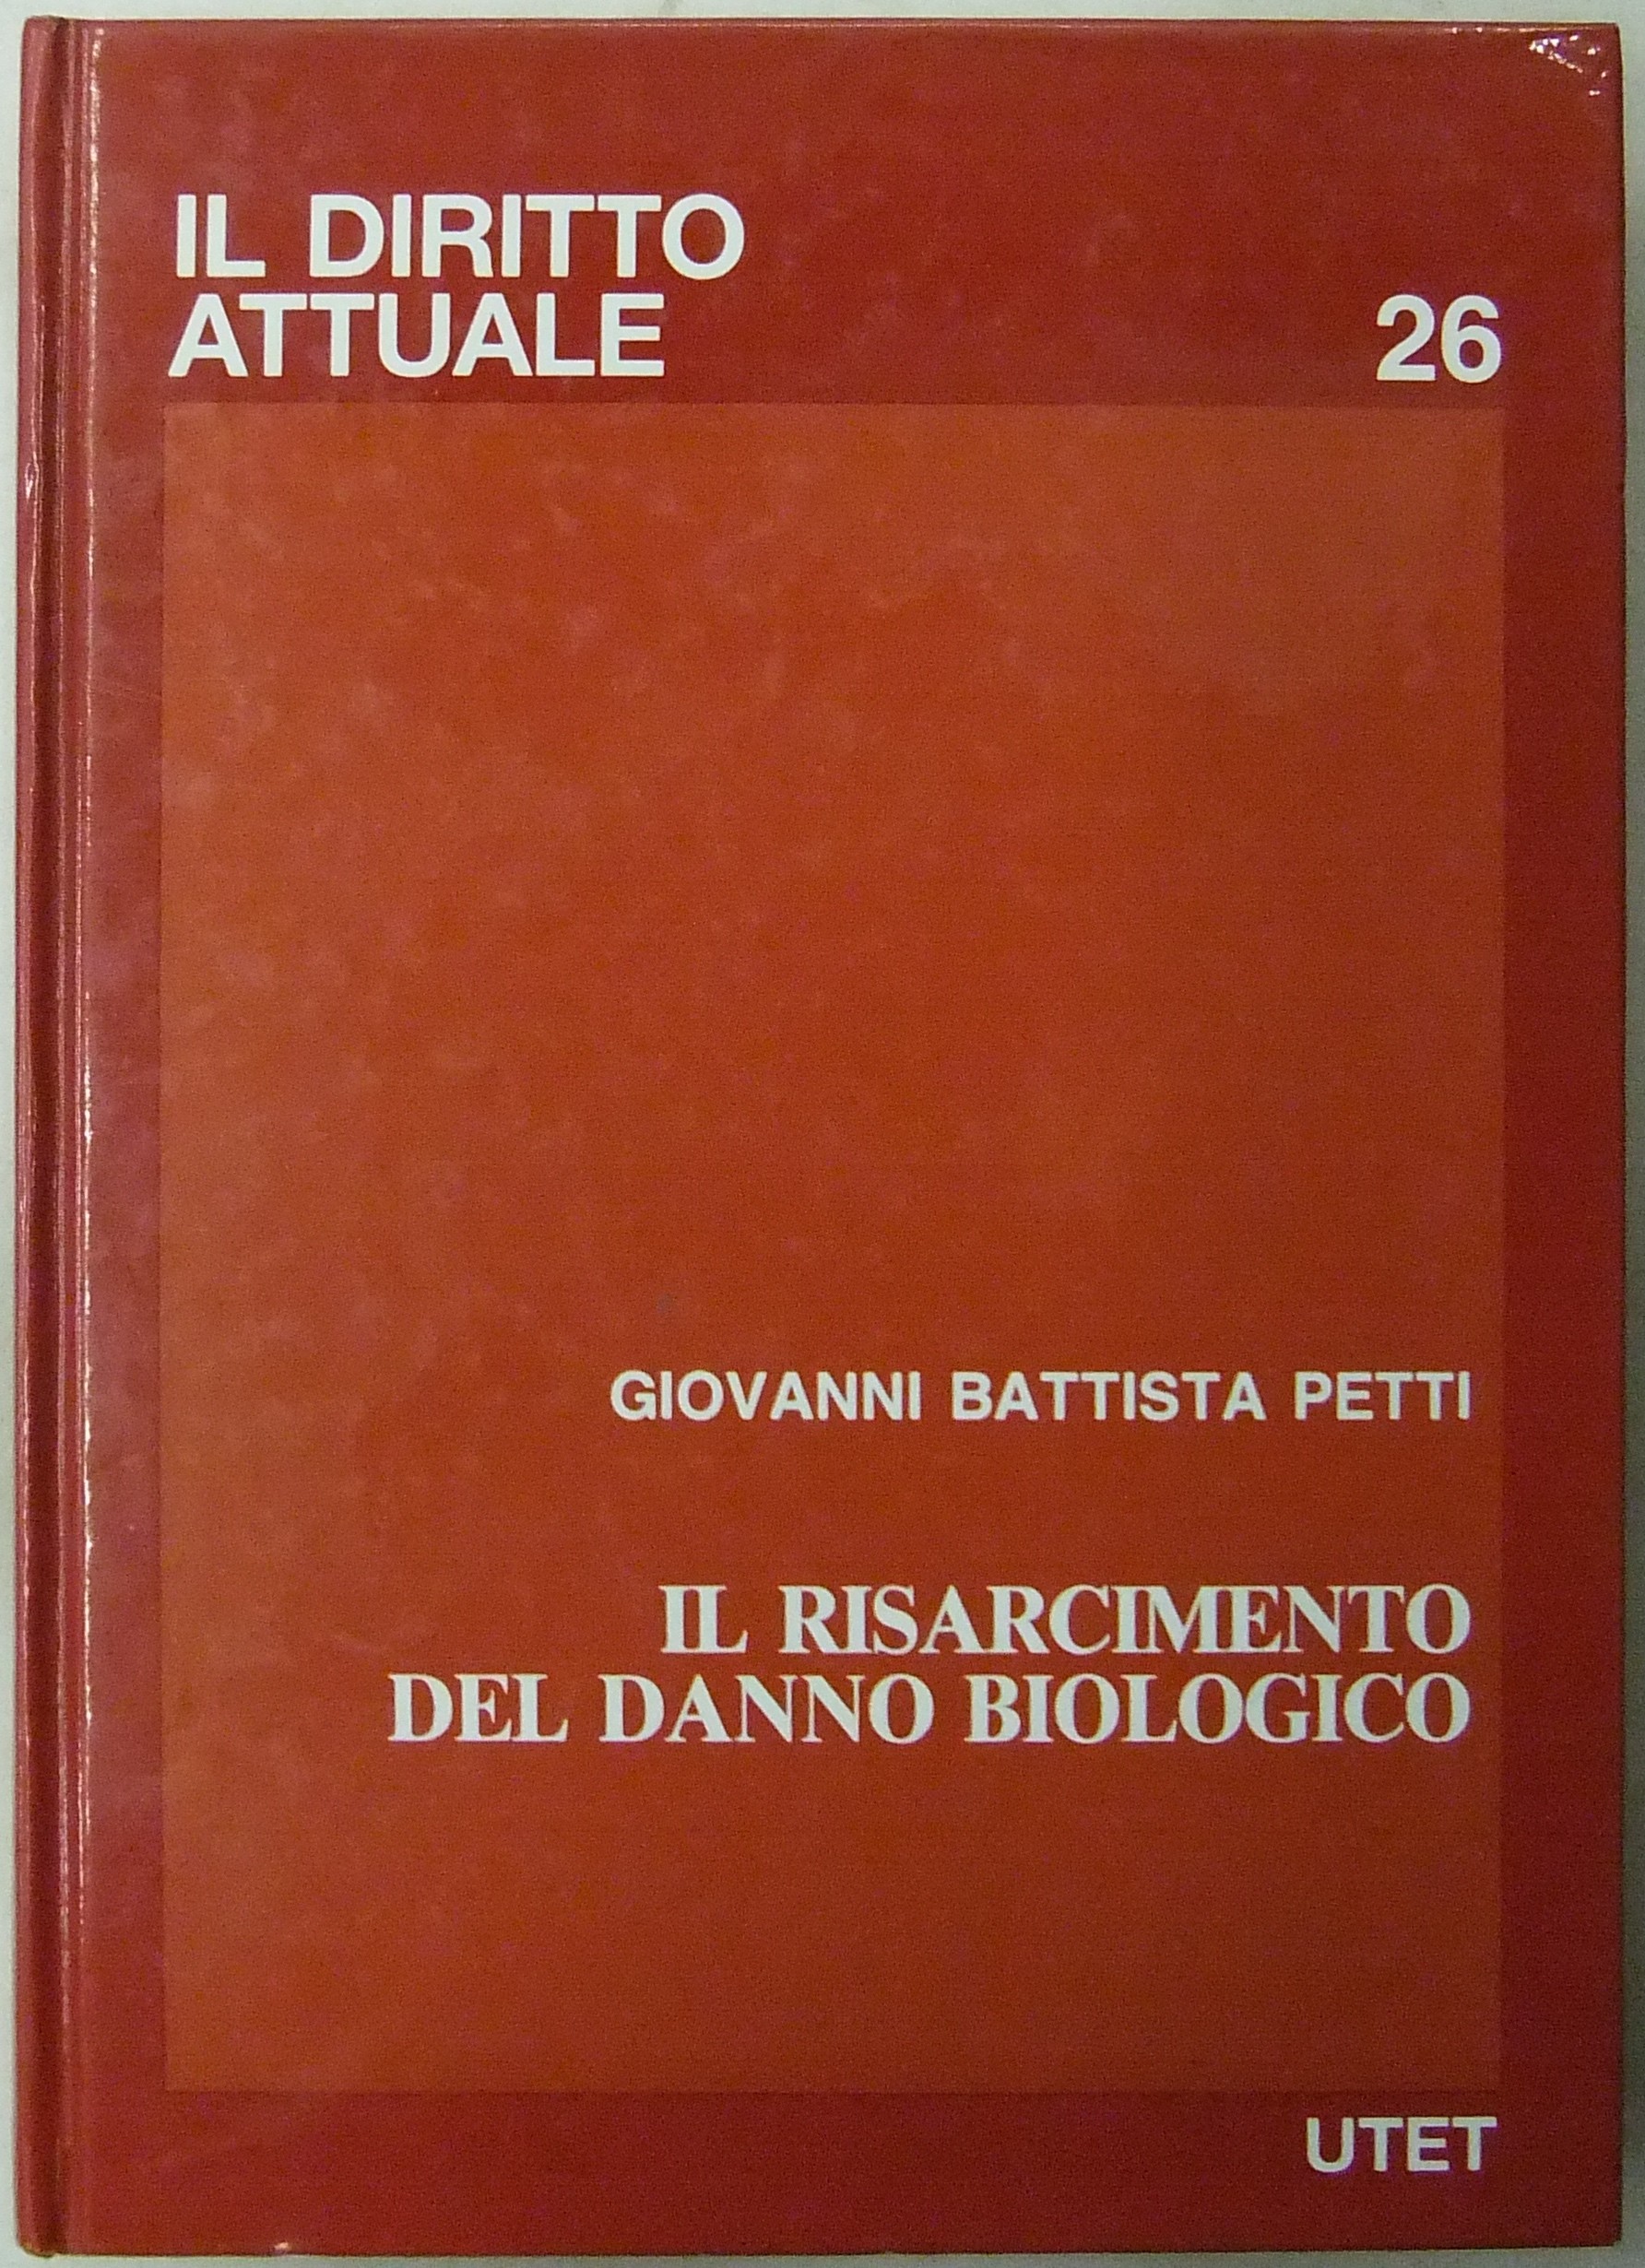 IL DIRITTO
ATTUALE
26
GIOVANNI BATTISTA PETTI
IL RISARCIMENTO
DEL DANNO BIOLOGICO
UTET